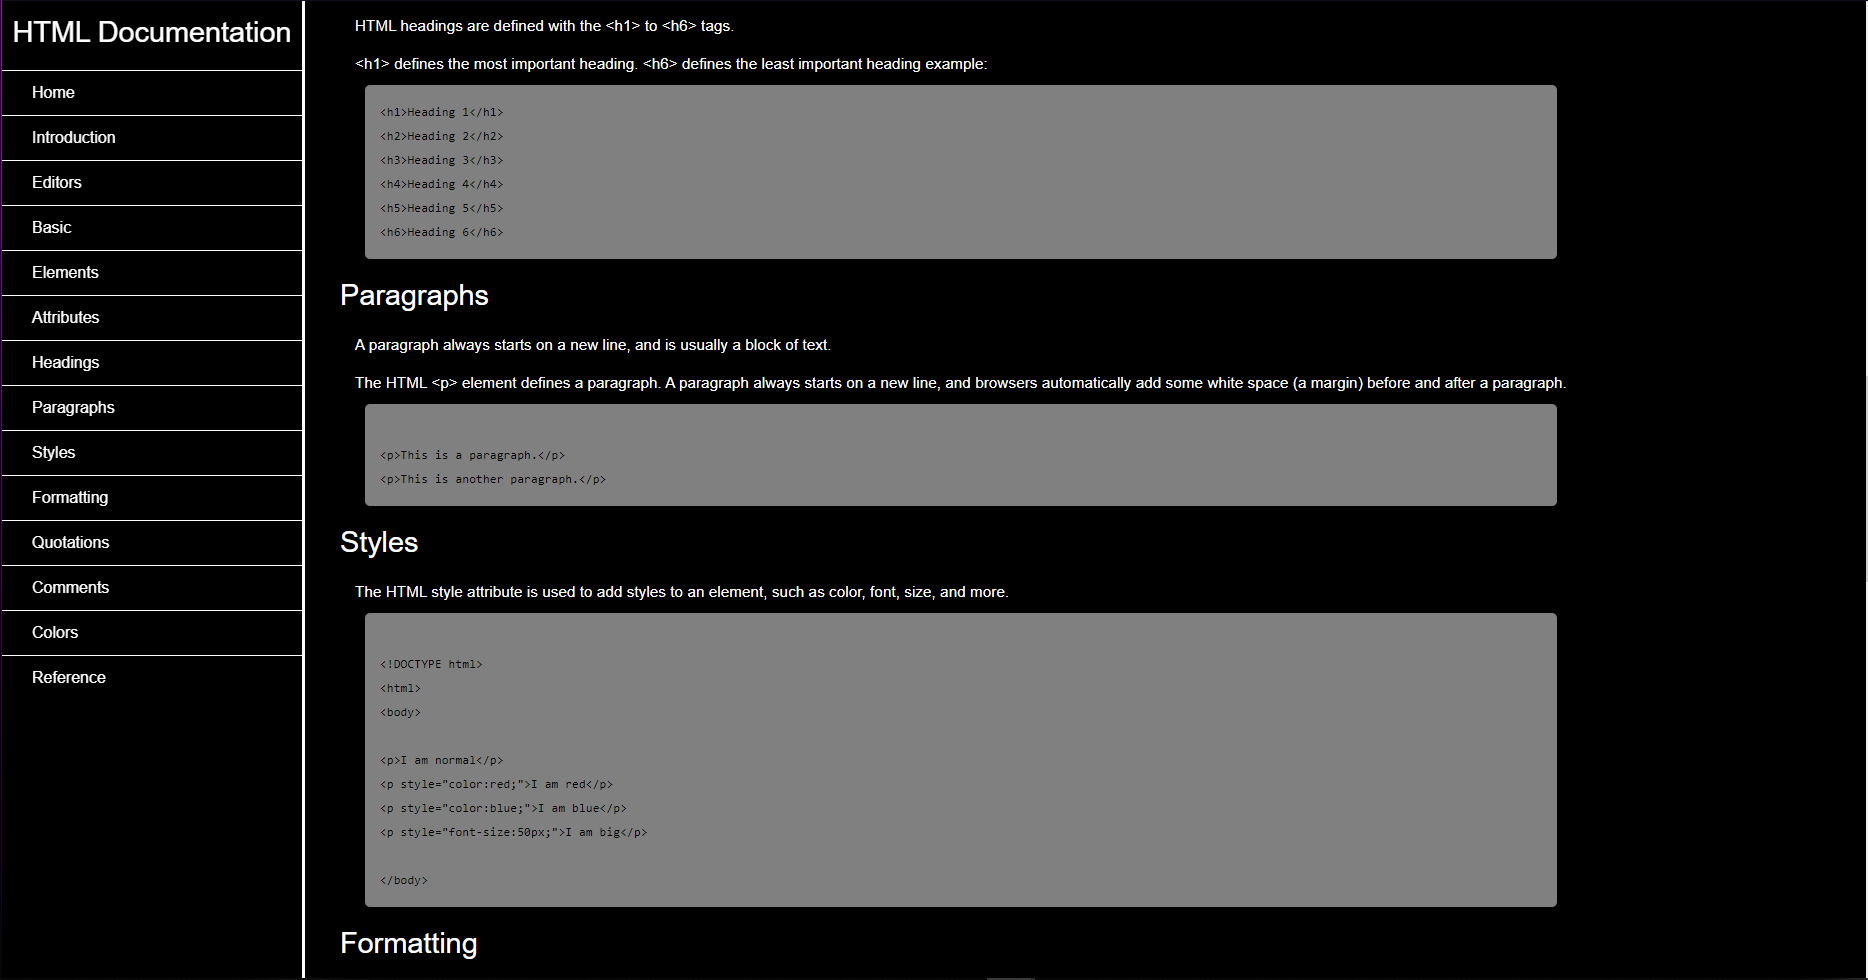 HTML Documentation
Home
Introduction
Editors
Basic
Elements
Attributes
Headings
Paragraphs
Styles
Formatting
Quotations
Comments
Colors
Reference
HTML headings are defined with the <h1> to <h6> tags.
<h1> defines the most important heading. <h6> defines the least important heading example:
<h1>Heading 1</h1>
<h2>Heading 2</h2>
<h3>Heading 3</h3>
<h4>Heading 4</h4>
<h5>Heading 5</h5>
<h6>Heading 6</h6>
Paragraphs
A paragraph always starts on a new line, and is usually a block of text.
The HTML <p> element defines a paragraph. A paragraph always starts on a new line, and browsers automatically add some white space (a margin) before and after a paragraph.
<p>This is a paragraph.</p>
<p>This is another paragraph.</p>
Styles
The HTML style attribute is used to add styles to an element, such as color, font, size, and more.
<!DOCTYPE html>
<html>
<body>
<p>I am normal</p>
<p style="color:red;">I am red</p>
<p style="color:blue;">I am blue</p>
<p style="font-size:50px;">I am big</p>
</body>
Formatting